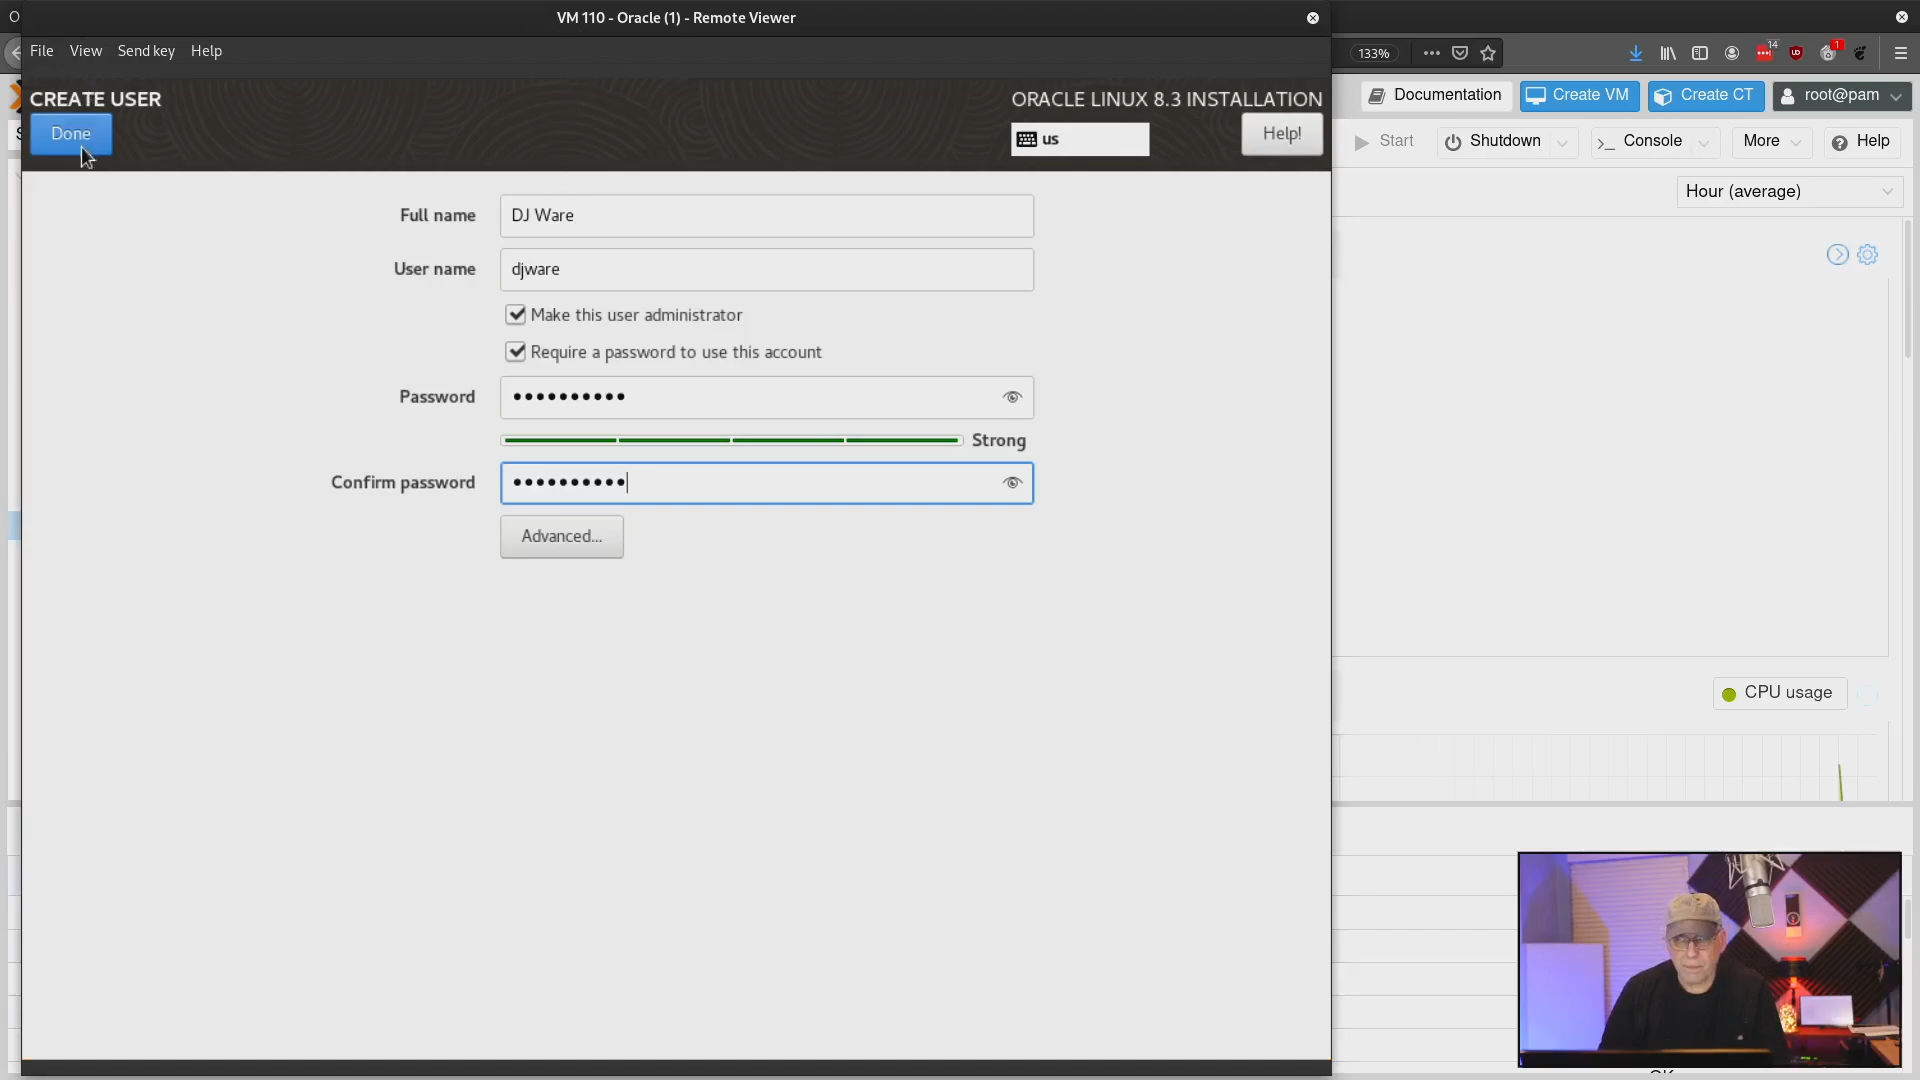 VM 110 - Oracle (1) - Remote Viewer
File View Send key Help
133%
14
1
CREATE USER
ORACLE LINUX 8.3 INSTALLATION
Done
us
Help!
Documentation
Create VM
Create CT
root@pam
Start
Shutdown
Console
More
Help
Hour (average)
Full name
DJ Ware
User name
djware
Make this user administrator
Require a password to use this account
Password
••••••••••
Strong
Confirm password
••••••••••
Advanced...
CPU usage